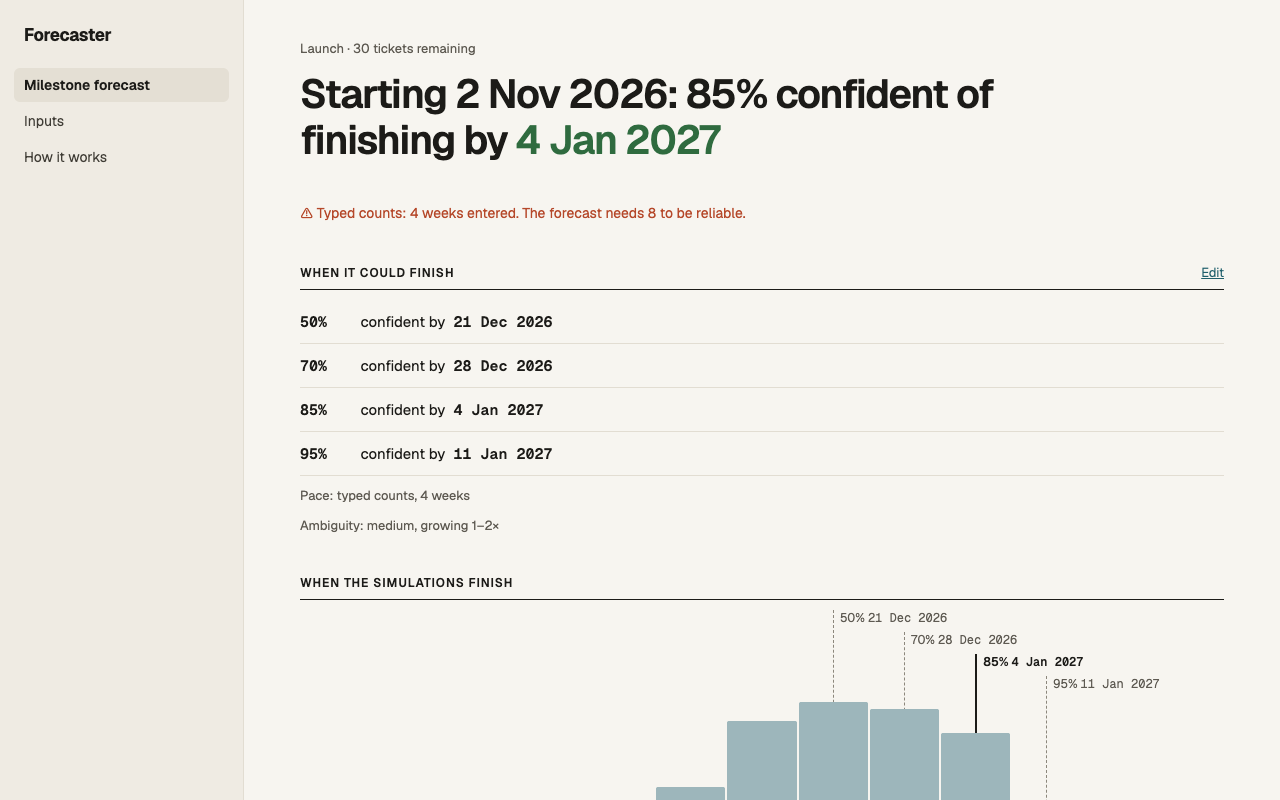 Forecaster
Milestone forecast
Inputs
How it works
Launch · 30 tickets remaining
Starting 2 Nov 2026: 85% confident of
finishing by 4 Jan 2027
⚠ Typed counts: 4 weeks entered. The forecast needs 8 to be reliable.
WHEN IT COULD FINISH
Edit
50% confident by 21 Dec 2026
70% confident by 28 Dec 2026
85% confident by 4 Jan 2027
95% confident by 11 Jan 2027
Pace: typed counts, 4 weeks
Ambiguity: medium, growing 1–2×
WHEN THE SIMULATIONS FINISH
50% 21 Dec 2026
70% 28 Dec 2026
85% 4 Jan 2027
95% 11 Jan 2027